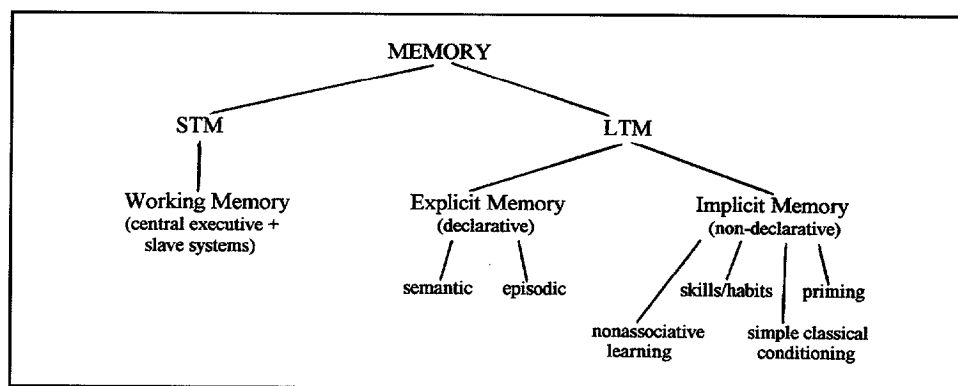 MEMORY
STM
LTM
Working Memory
(central executive +
slave systems)
Explicit Memory
(declarative)
Implicit Memory
(non-declarative)
semantic
episodic
skills/habits
priming
nonassociative
learning
simple classical
conditioning